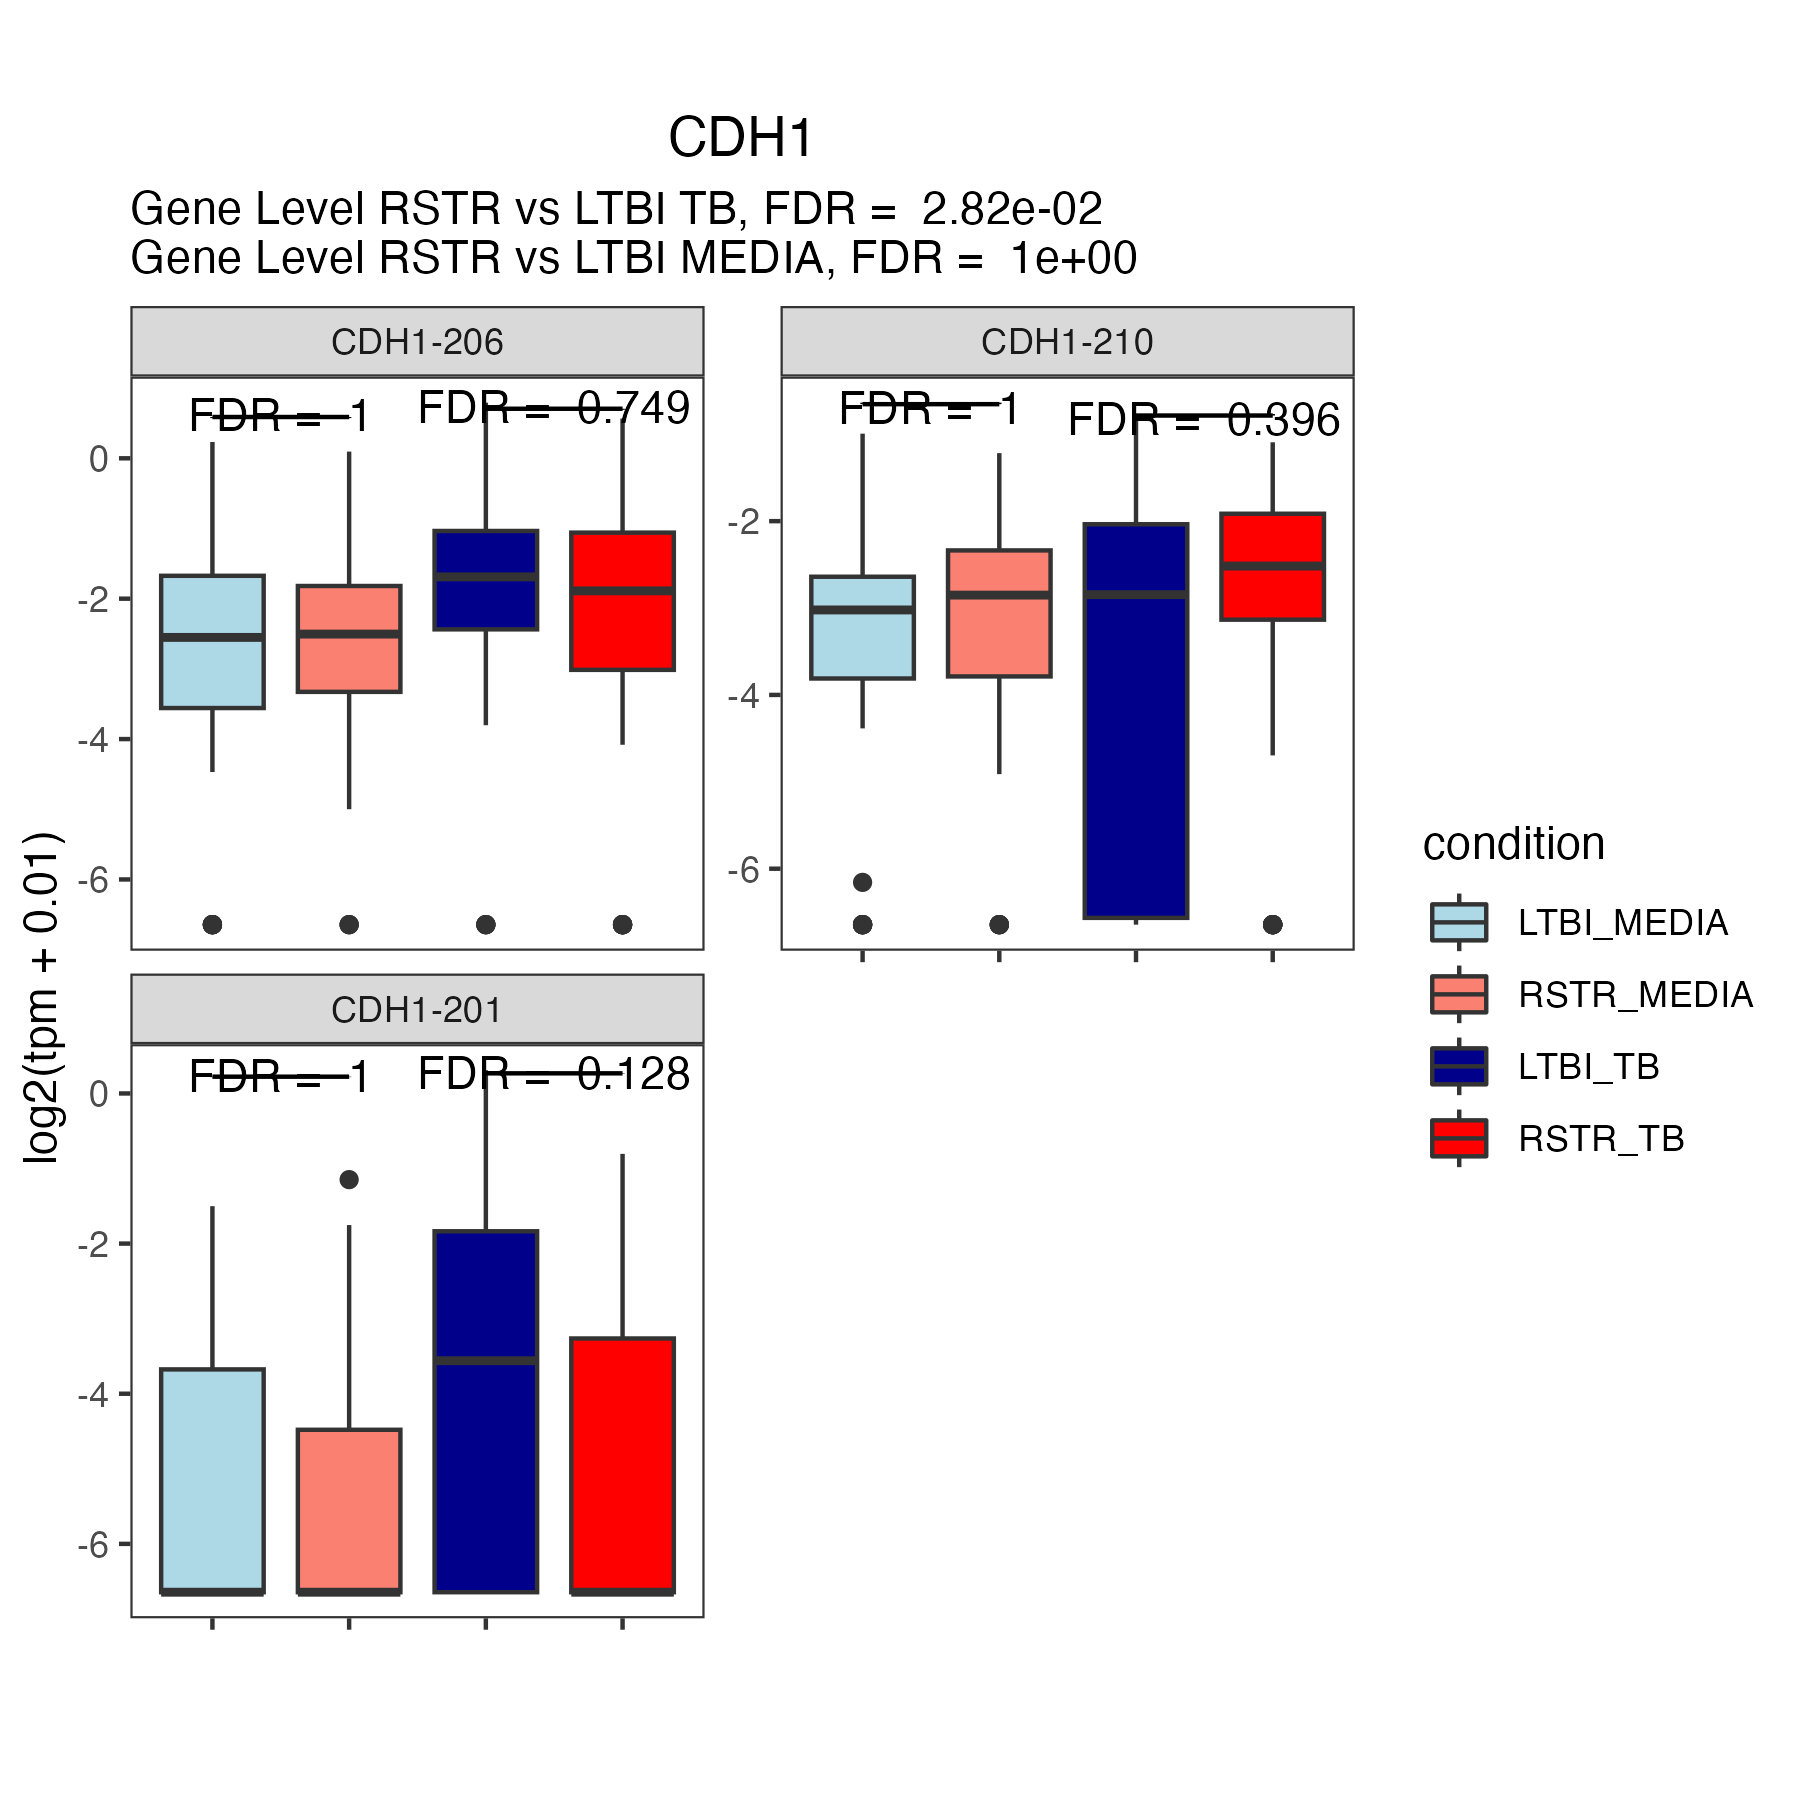 CDH1
Gene Level RSTR vs LTBI TB, FDR =  2.82e-02
Gene Level RSTR vs LTBI MEDIA, FDR =  1e+00
CDH1-206
FDR = 1
FDR = 0.749
0
-2
-4
-6
CDH1-210
FDR = 1
FDR = 0.396
-2
-4
-6
CDH1-201
FDR = 1
FDR = 0.128
0
-2
-4
-6
log2(tpm + 0.01)
condition
LTBI_MEDIA
RSTR_MEDIA
LTBI_TB
RSTR_TB